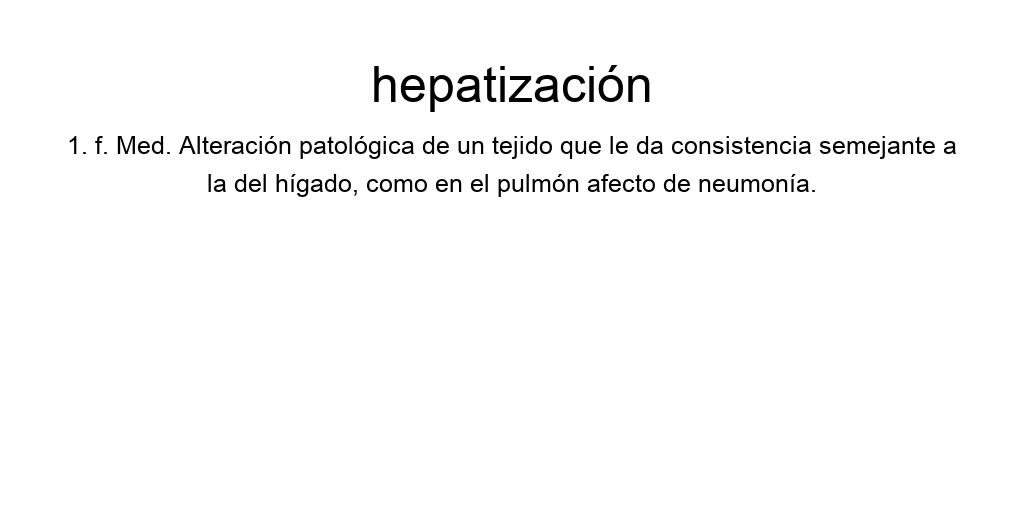 hepatización
1. f. Med. Alteración patológica de un tejido que le da consistencia semejante a
la del hígado, como en el pulmón afecto de neumonía.